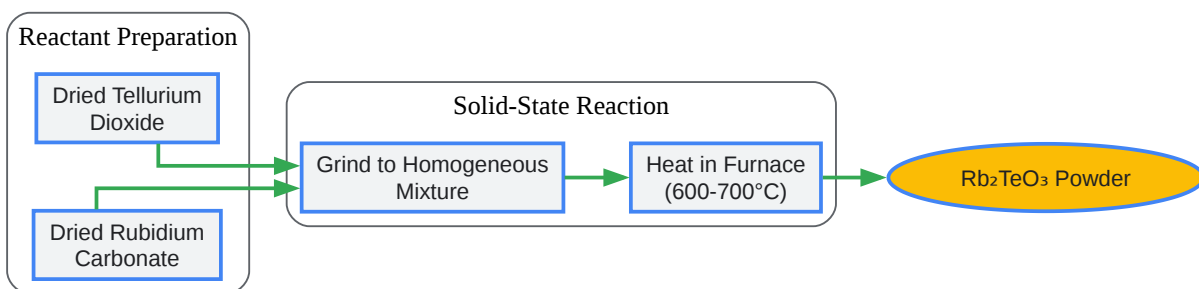 Reactant Preparation
Dried Tellurium
Dioxide
Dried Rubidium
Carbonate
Solid-State Reaction
Grind to Homogeneous
Mixture
Heat in Furnace
(600-700°C)
Rb₂TeO₃ Powder